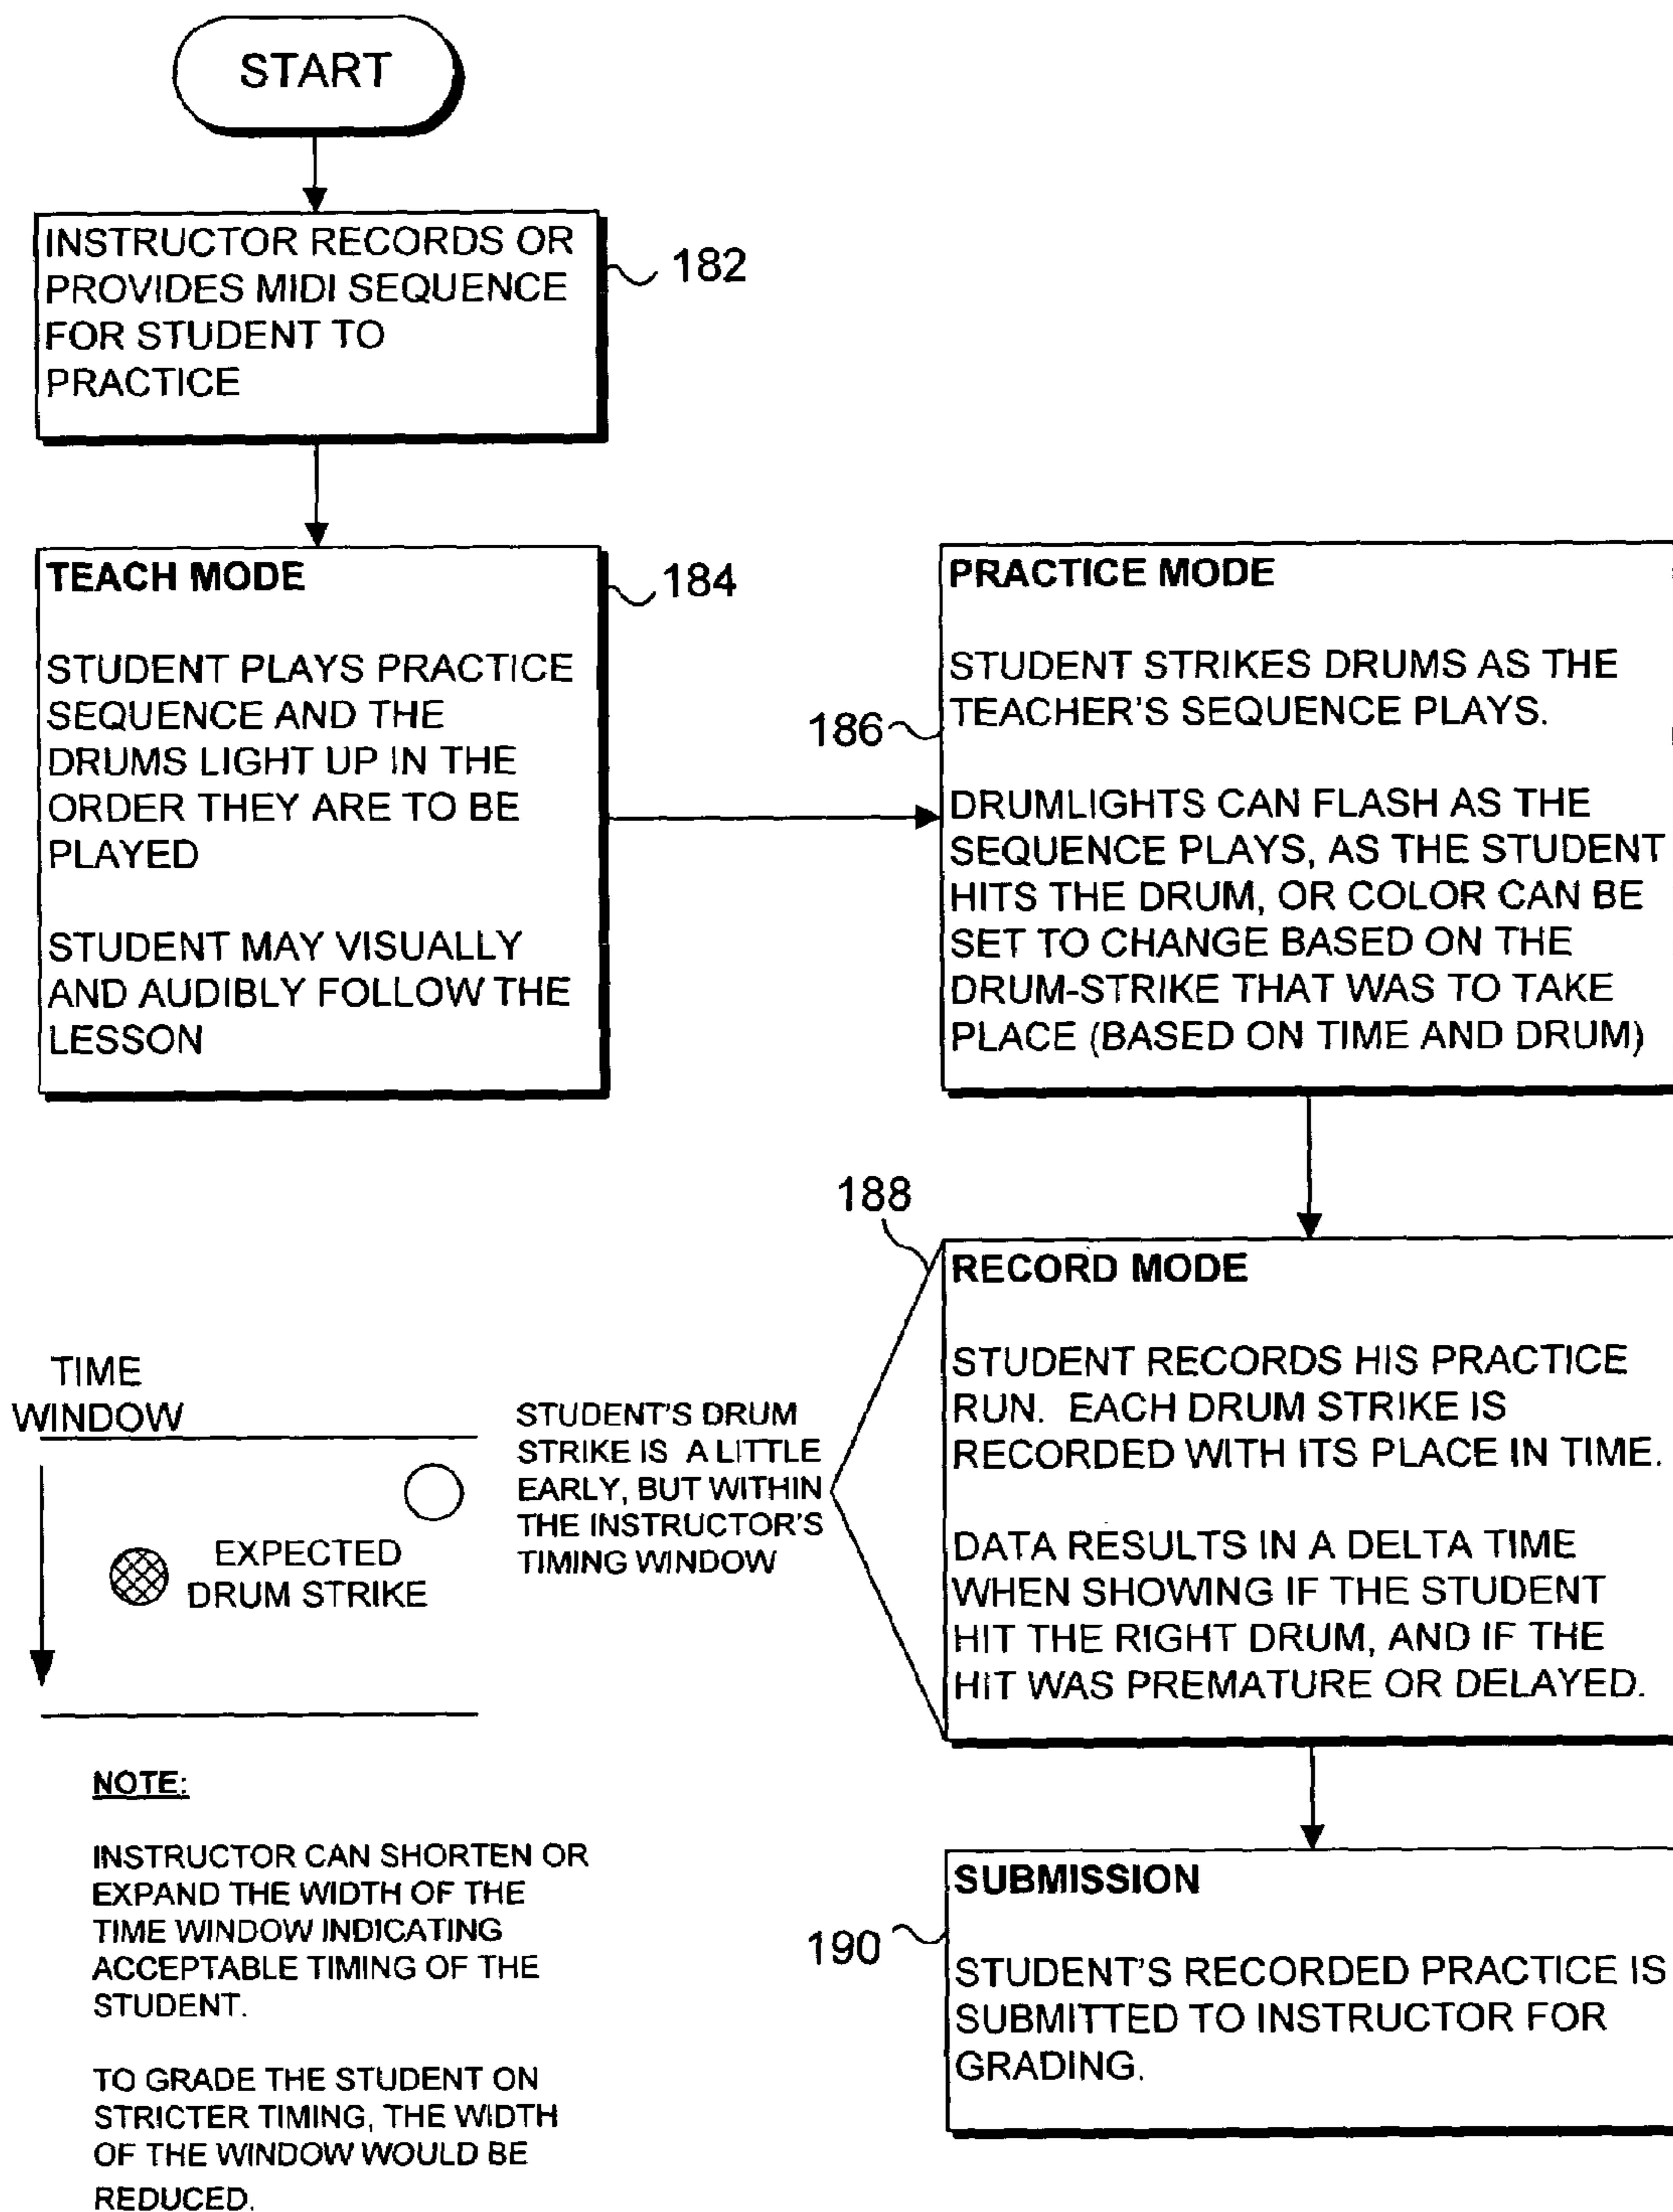 START
INSTRUCTOR RECORDS OR
PROVIDES MIDI SEQUENCE
FOR STUDENT TO
PRACTICE
182
TEACH MODE
STUDENT PLAYS PRACTICE
SEQUENCE AND THE
DRUMS LIGHT UP IN THE
ORDER THEY ARE TO BE
PLAYED
STUDENT MAY VISUALLY
AND AUDIBLY FOLLOW THE
LESSON
184
PRACTICE MODE
STUDENT STRIKES DRUMS AS THE
TEACHER'S SEQUENCE PLAYS.
DRUMLIGHTS CAN FLASH AS THE
SEQUENCE PLAYS, AS THE STUDENT
HITS THE DRUM, OR COLOR CAN BE
SET TO CHANGE BASED ON THE
DRUM-STRIKE THAT WAS TO TAKE
PLACE (BASED ON TIME AND DRUM)
186
188
RECORD MODE
STUDENT RECORDS HIS PRACTICE
RUN. EACH DRUM STRIKE IS
RECORDED WITH ITS PLACE IN TIME.
DATA RESULTS IN A DELTA TIME
WHEN SHOWING IF THE STUDENT
HIT THE RIGHT DRUM, AND IF THE
HIT WAS PREMATURE OR DELAYED.
TIME
WINDOW
EXPECTED
DRUM STRIKE
STUDENT'S DRUM
STRIKE IS A LITTLE
EARLY, BUT WITHIN
THE INSTRUCTOR'S
TIMING WINDOW
NOTE:
INSTRUCTOR CAN SHORTEN OR
EXPAND THE WIDTH OF THE
TIME WINDOW INDICATING
ACCEPTABLE TIMING OF THE
STUDENT.
TO GRADE THE STUDENT ON
STRICTER TIMING, THE WIDTH
OF THE WINDOW WOULD BE
REDUCED.
SUBMISSION
STUDENT'S RECORDED PRACTICE IS
SUBMITTED TO INSTRUCTOR FOR
GRADING.
190